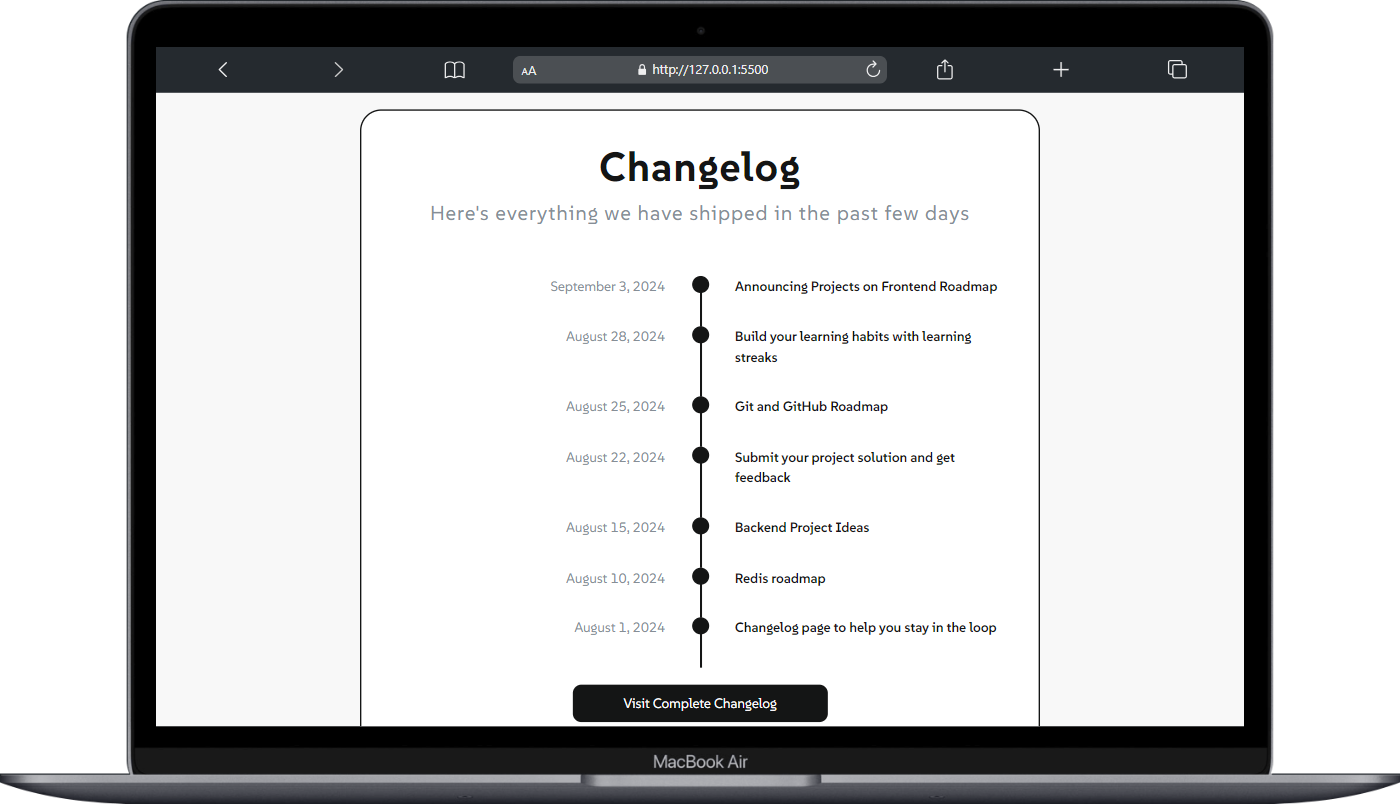 AA http://127.0.0.1:5500
Changelog
Here's everything we have shipped in the past few days
September 3, 2024 Announcing Projects on Frontend Roadmap
August 28, 2024 Build your learning habits with learning
streaks
August 25, 2024 Git and GitHub Roadmap
August 22, 2024 Submit your project solution and get
feedback
August 15, 2024 Backend Project Ideas
August 10, 2024 Redis roadmap
August 1, 2024 Changelog page to help you stay in the loop
Visit Complete Changelog
MacBook Air